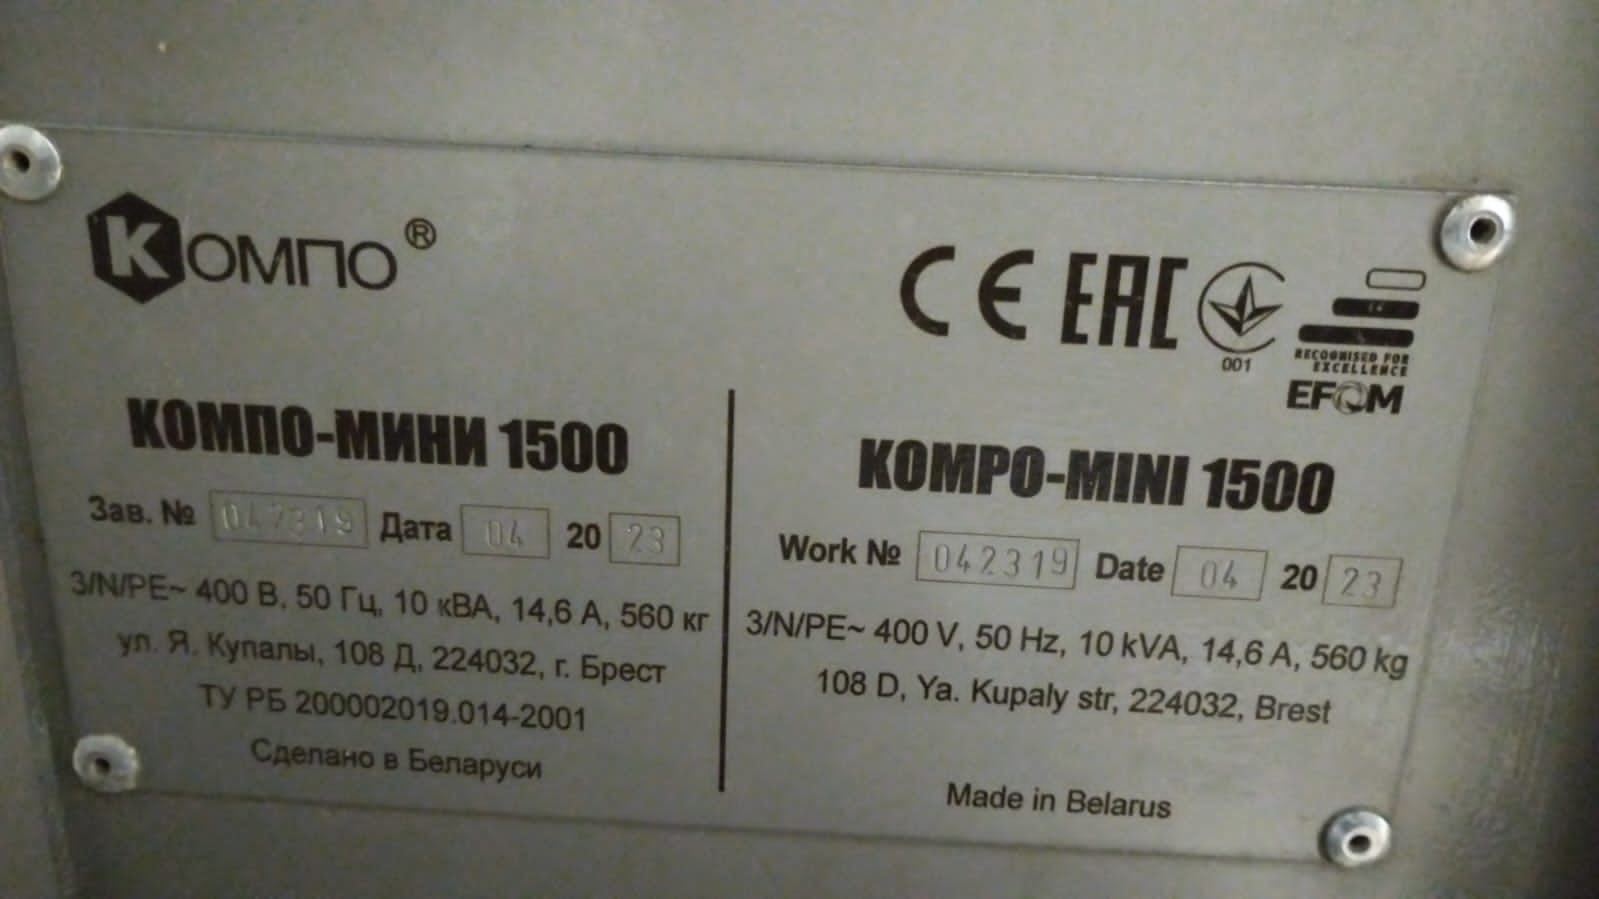 КОМПО®
CE EAC
001
RECOGNISED FOR
EXCELLENCE
EFQM
КОМПО-МИНИ 1500
Зав. № 042319 Дата 04 20 23
3/N/PE~ 400 В, 50 Гц, 10 кВА, 14,6 А, 560 кг
ул. Я. Купалы, 108 Д, 224032, г. Брест
ТУ РБ 200002019.014-2001
Сделано в Беларуси
KOMPO-MINI 1500
Work № 042319 Date 04 20 23
3/N/PE~ 400 V, 50 Hz, 10 kVA, 14,6 A, 560 kg
108 D, Ya. Kupaly str, 224032, Brest
Made in Belarus